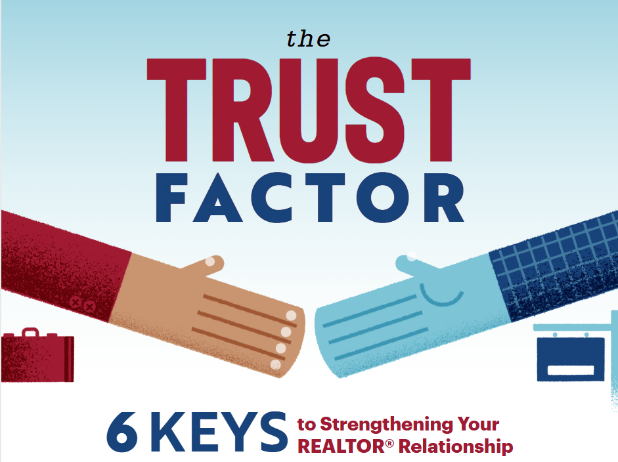 the
TRUST
FACTOR
6 KEYS to Strengthening Your
REALTOR® Relationship